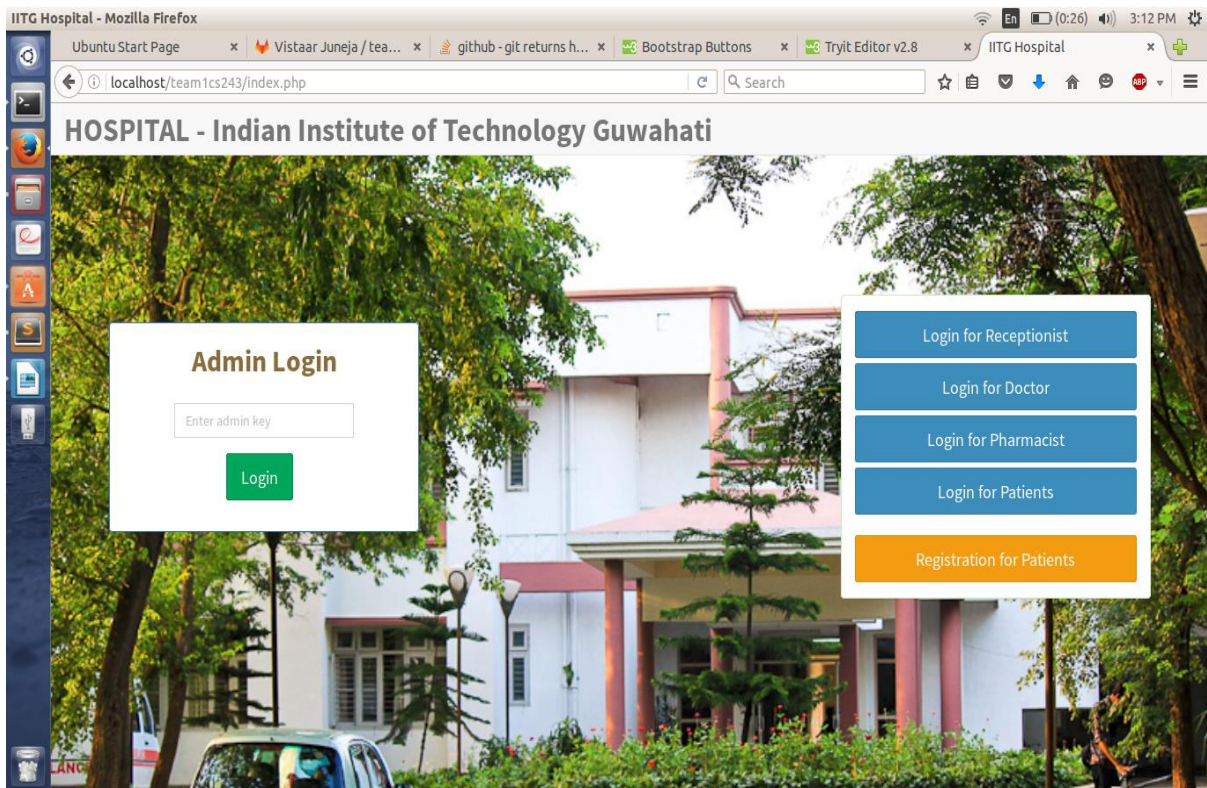 IITG Hospital - Mozilla Firefox
En (0:26) 3:12 PM
Ubuntu Start Page
Vistaar Juneja / tea...
github - git returns h...
Bootstrap Buttons
Tryit Editor v2.8
IITG Hospital
localhost/team1cs243/index.php
Search
ABP
HOSPITAL - Indian Institute of Technology Guwahati
Admin Login
Enter admin key
Login
Login for Receptionist
Login for Doctor
Login for Pharmacist
Login for Patients
Registration for Patients